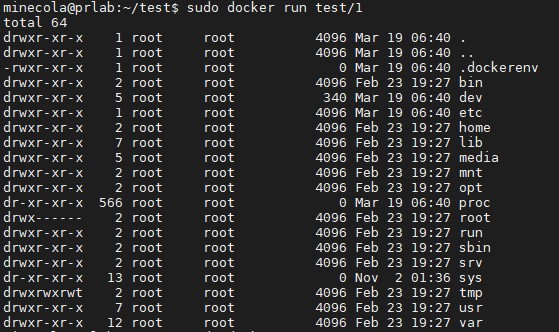 minecola@prlab:~/test$ sudo docker run test/1
total 64
drwxr-xr-x 1 root root 4096 Mar 19 06:40 .
drwxr-xr-x 1 root root 4096 Mar 19 06:40 ..
-rwxr-xr-x 1 root root 0 Mar 19 06:40 .dockerenv
drwxr-xr-x 2 root root 4096 Feb 23 19:27 bin
drwxr-xr-x 5 root root 340 Mar 19 06:40 dev
drwxr-xr-x 1 root root 4096 Mar 19 06:40 etc
drwxr-xr-x 2 root root 4096 Feb 23 19:27 home
drwxr-xr-x 7 root root 4096 Feb 23 19:27 lib
drwxr-xr-x 5 root root 4096 Feb 23 19:27 media
drwxr-xr-x 2 root root 4096 Feb 23 19:27 mnt
drwxr-xr-x 2 root root 4096 Feb 23 19:27 opt
dr-xr-xr-x 566 root root 0 Mar 19 06:40 proc
drwx------ 2 root root 4096 Feb 23 19:27 root
drwxr-xr-x 2 root root 4096 Feb 23 19:27 run
drwxr-xr-x 2 root root 4096 Feb 23 19:27 sbin
drwxr-xr-x 2 root root 4096 Feb 23 19:27 srv
dr-xr-xr-x 13 root root 0 Nov 2 01:36 sys
drwxrwxrwt 2 root root 4096 Feb 23 19:27 tmp
drwxr-xr-x 7 root root 4096 Feb 23 19:27 usr
drwxr-xr-x 12 root root 4096 Feb 23 19:27 var